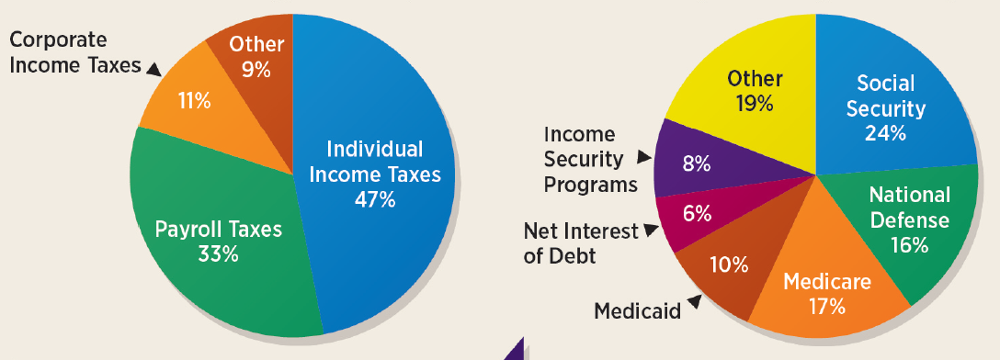 Corporate
Income Taxes
Other
9%
11%
Individual
Income Taxes
47%
Payroll Taxes
33%
Other
19%
Social
Security
24%
Income
Security
Programs
8%
National
Defense
16%
Net Interest
of Debt
6%
10%
Medicare
17%
Medicaid